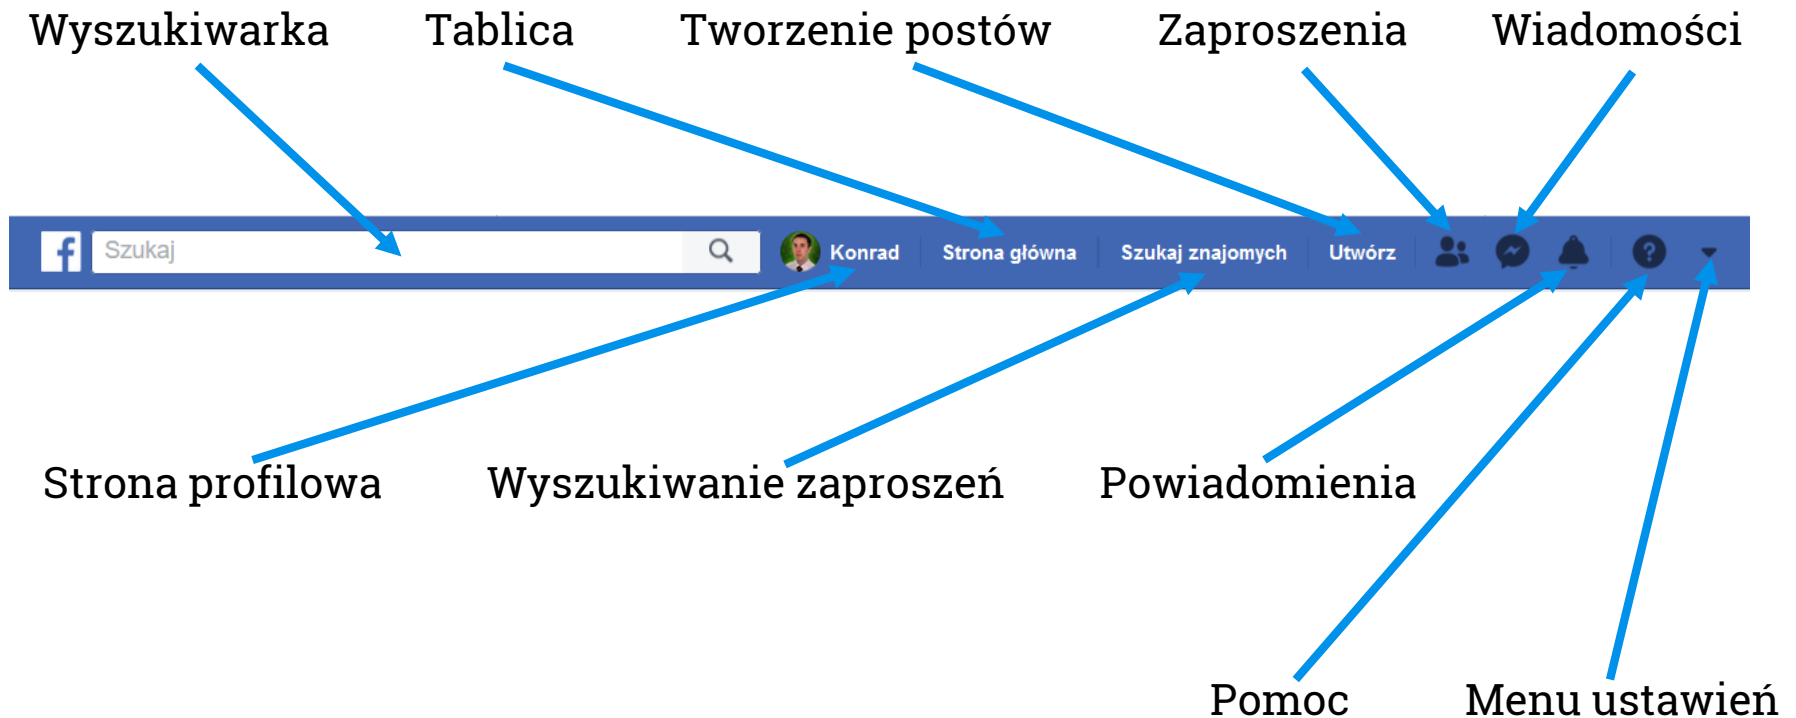 Wyszukiwarka Tablica Tworzenie postów Zaproszenia Wiadomości
f Szukaj Konrad Strona główna Szukaj znajomych Utwórz ?
Strona profilowa Wyszukiwanie zaproszeń Powiadomienia
Pomoc Menu ustawień